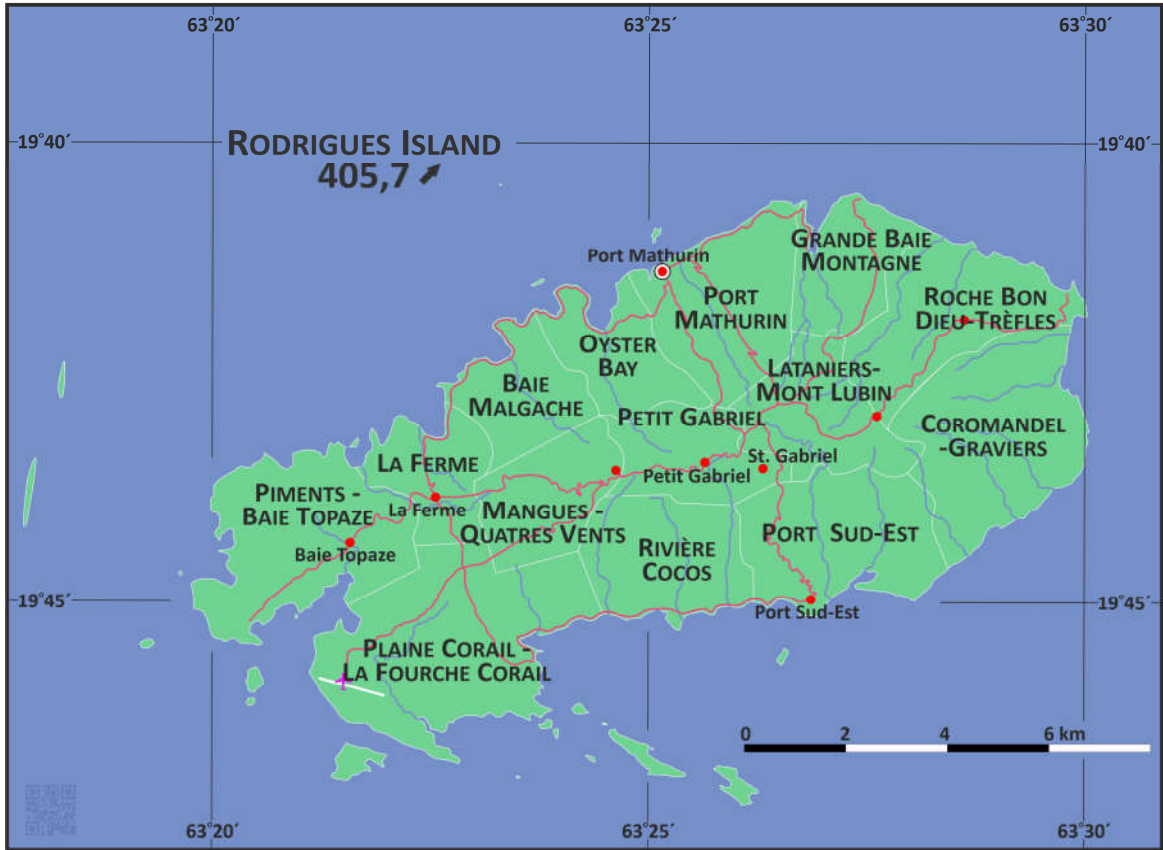 63°20´
63°25´
63°30´
19°40´
19°40´
RODRIGUES ISLAND
405,7
GRANDE BAIE
MONTAGNE
Port Mathurin
PORT
MATHURIN
ROCHE BON
DIEU-TRÈFLES
OYSTER
BAY
BAIE
MALGACHE
LATANIERS-
MONT LUBIN
PETIT GABRIEL
COROMANDEL
-GRAVIERS
St. Gabriel
LA FERME
Petit Gabriel
PIMENTS -
BAIE TOPAZE
La Ferme
MANGUES -
QUATRES VENTS
PORT SUD-EST
Baie Topaze
RIVIÈRE
COCOS
19°45´
19°45´
Port Sud-Est
PLAINE CORAIL -
LA FOURCHE CORAIL
0 2 4 6 km
63°20´
63°25´
63°30´